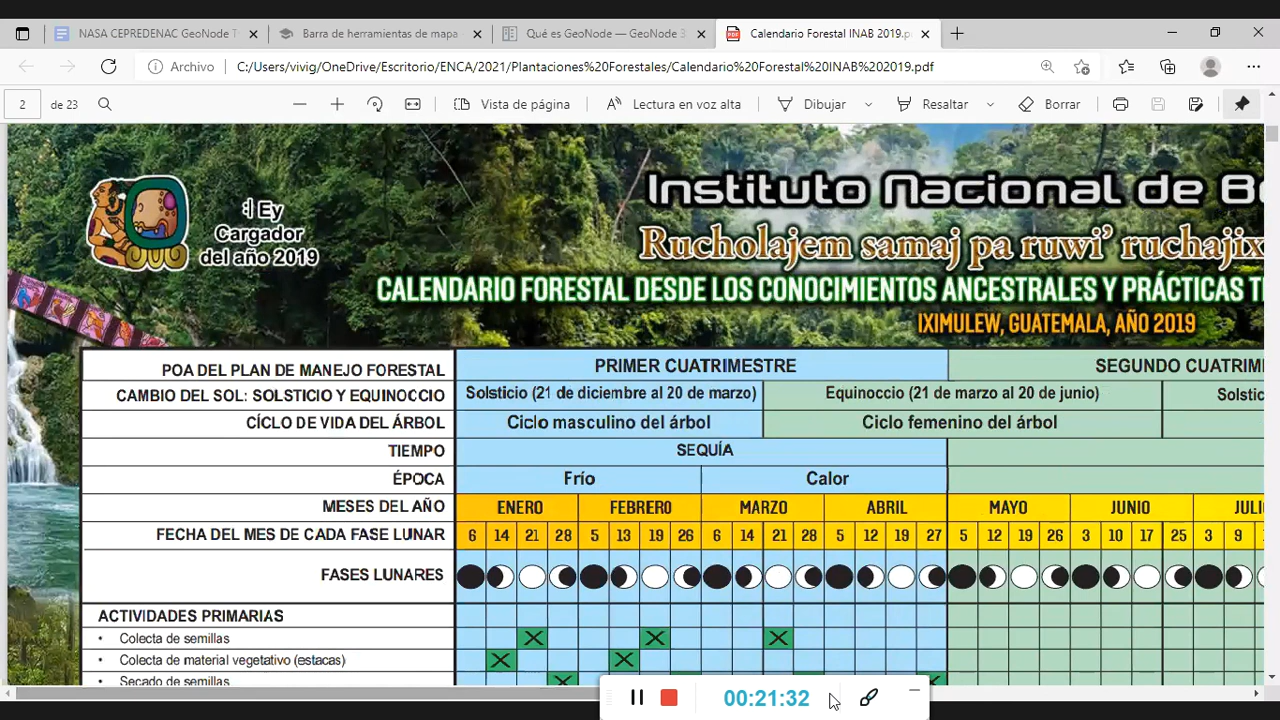 NASA CEPREDENAC GeoNode T
Barra de herramientas de mapa
Qué es GeoNode — GeoNode 3.
Calendario Forestal INAB 2019.p
Archivo
C:/Users/vivig/OneDrive/Escritorio/ENCA/2021/Plantaciones%20Forestales/Calendario%20Forestal%20INAB%202019.pdf
2 de 23
Vista de página
Lectura en voz alta
Dibujar
Resaltar
Borrar
Instituto Nacional de Bo
Ey
Cargador
del año 2019
Rucholajem samaj pa ruwi' ruchajix
CALENDARIO FORESTAL DESDE LOS CONOCIMIENTOS ANCESTRALES Y PRÁCTICAS T
IXIMULEW, GUATEMALA, AÑO 2019
POA DEL PLAN DE MANEJO FORESTAL PRIMER CUATRIMESTRE SEGUNDO CUATRIM
CAMBIO DEL SOL: SOLSTICIO Y EQUINOCCIO Solsticio (21 de diciembre al 20 de marzo) Equinoccio (21 de marzo al 20 de junio) Solstic
CÍCLO DE VIDA DEL ÁRBOL Ciclo masculino del árbol Ciclo femenino del árbol
TIEMPO SEQUÍA
ÉPOCA Frío Calor
MESES DEL AÑO ENERO FEBRERO MARZO ABRIL MAYO JUNIO JULI
FECHA DEL MES DE CADA FASE LUNAR 6 14 21 28 5 13 19 26 6 14 21 28 5 12 19 27 5 12 19 26 3 10 17 25 3 9
FASES LUNARES
ACTIVIDADES PRIMARIAS
• Colecta de semillas X X X
• Colecta de material vegetativo (estacas) X X
• Secado de semillas
00:21:32